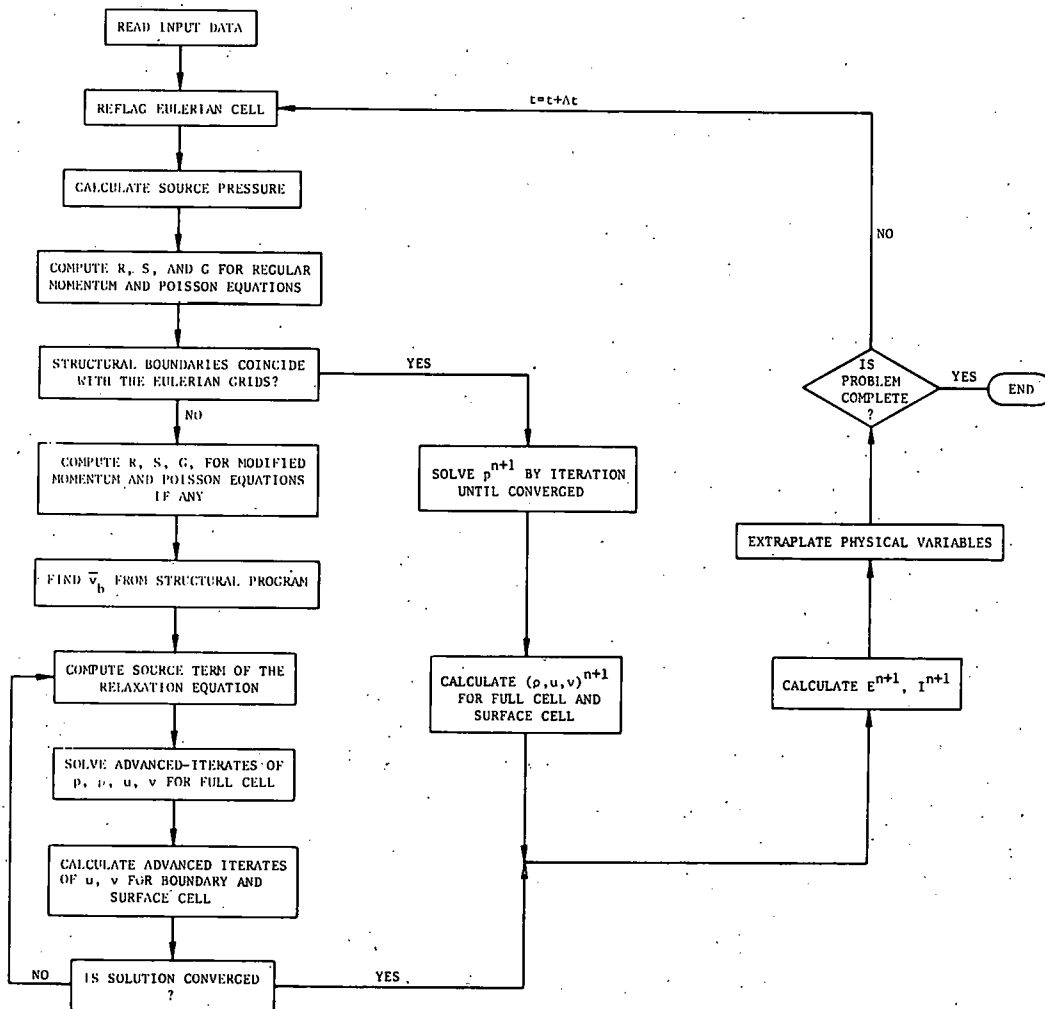 READ INPUT DATA
REFLAG EULERIAN CELL
t=t+Δt
CALCULATE SOURCE PRESSURE
COMPUTE R, S, AND G FOR REGULAR
MOMENTUM AND POISSON EQUATIONS
STRUCTURAL BOUNDARIES COINCIDE
WITH THE EULERIAN GRIDS?
YES
NO
COMPUTE R, S, G, FOR MODIFIED
MOMENTUM AND POISSON EQUATIONS
IF ANY
FIND v̅_b FROM STRUCTURAL PROGRAM
COMPUTE SOURCE TERM OF THE
RELAXATION EQUATION
SOLVE ADVANCED-ITERATES OF
p, ρ, u, v FOR FULL CELL
CALCULATE ADVANCED ITERATES
OF u, v FOR BOUNDARY AND
SURFACE CELL
IS SOLUTION CONVERGED
?
NO
YES
SOLVE p^{n+1} BY ITERATION
UNTIL CONVERGED
CALCULATE (ρ,u,v)^{n+1}
FOR FULL CELL AND
SURFACE CELL
CALCULATE E^{n+1}, I^{n+1}
EXTRAPLATE PHYSICAL VARIABLES
IS
PROBLEM
COMPLETE
?
NO
YES
END